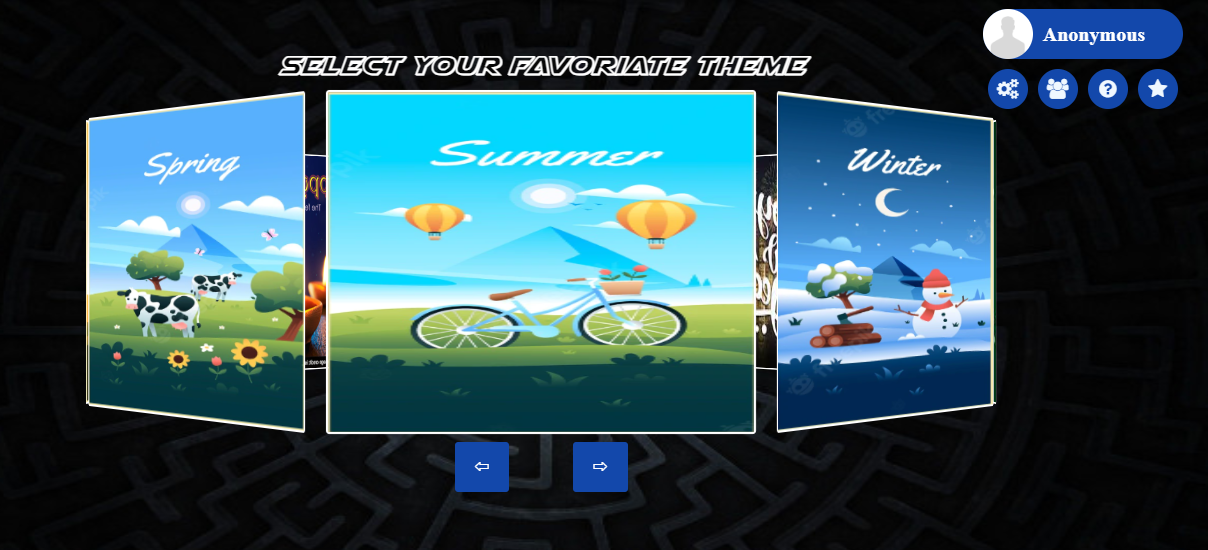 Anonymous
SELECT YOUR FAVORIATE THEME
Spring
Summer
Winter